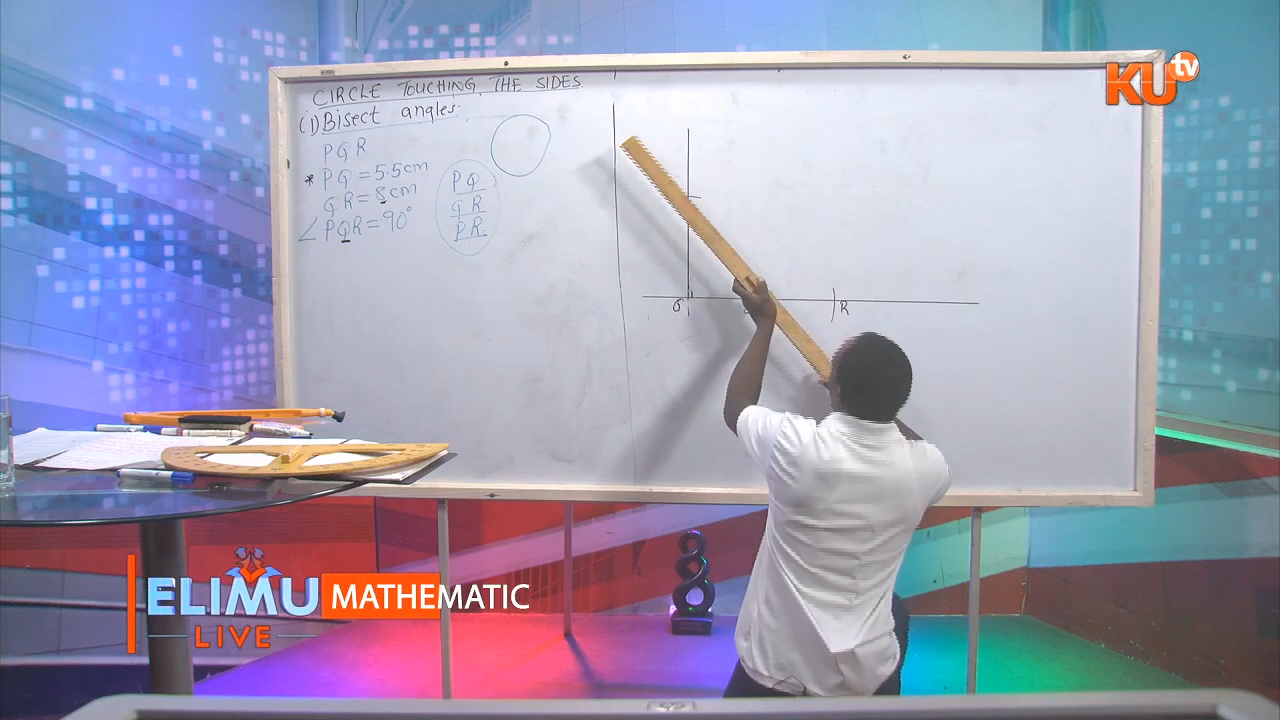 CIRCLE TOUCHING THE SIDES
(1) Bisect angles.
PQR
* PQ = 5.5cm
QR = 8cm
∠PQR = 90°
PQ
QR
PR
R
KU tv
ELIMU
LIVE
MATHEMATIC